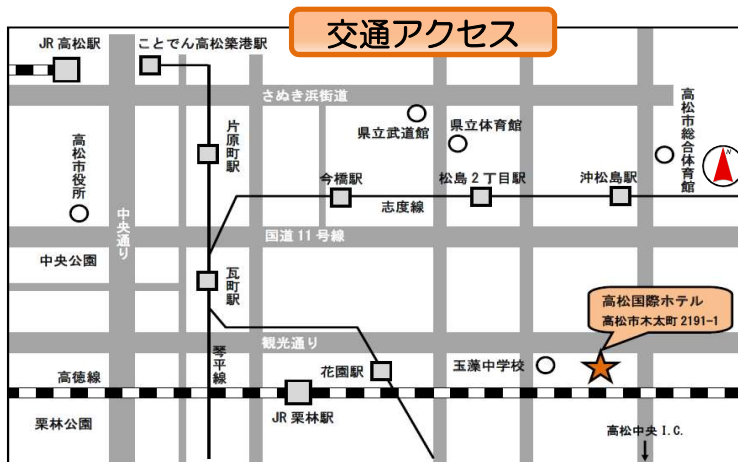 交通アクセス
JR 高松駅
ことでん高松築港駅
さぬき浜街道
県立武道館
県立体育館
高松市総合体育館
N
高松市役所
片原町駅
今橋駅
松島2丁目駅
沖松島駅
志度線
中央通り
国道11号線
中央公園
瓦町駅
高松国際ホテル
高松市木太町 2191-1
観光通り
琴平線
花園駅
玉藻中学校
高徳線
JR 栗林駅
栗林公園
高松中央 I.C.